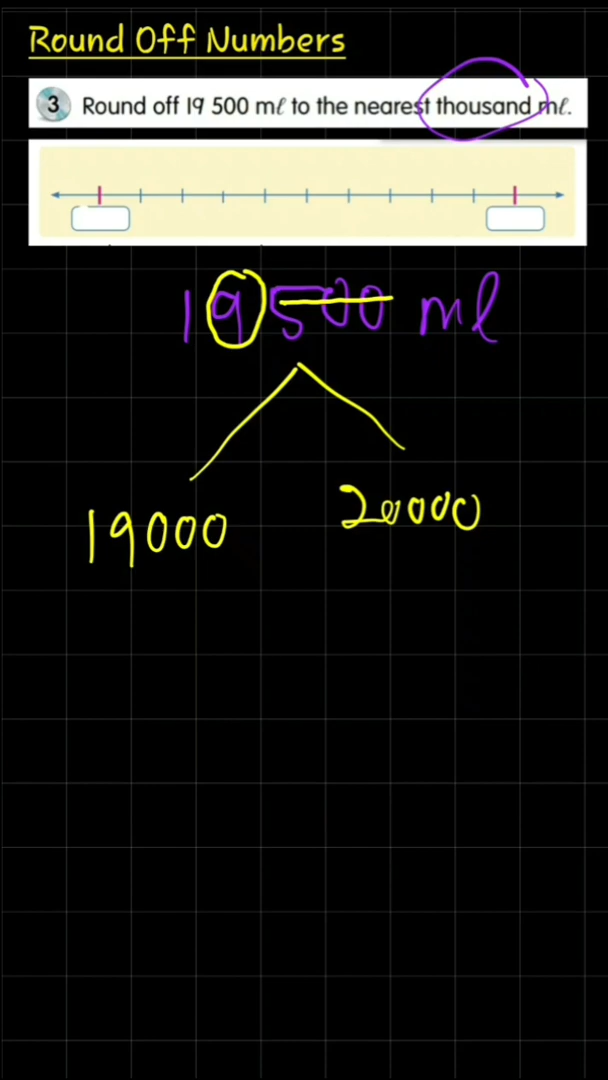 Round Off Numbers
3 Round off 19 500 mℓ to the nearest thousand mℓ.
19500 ml
19000 20000